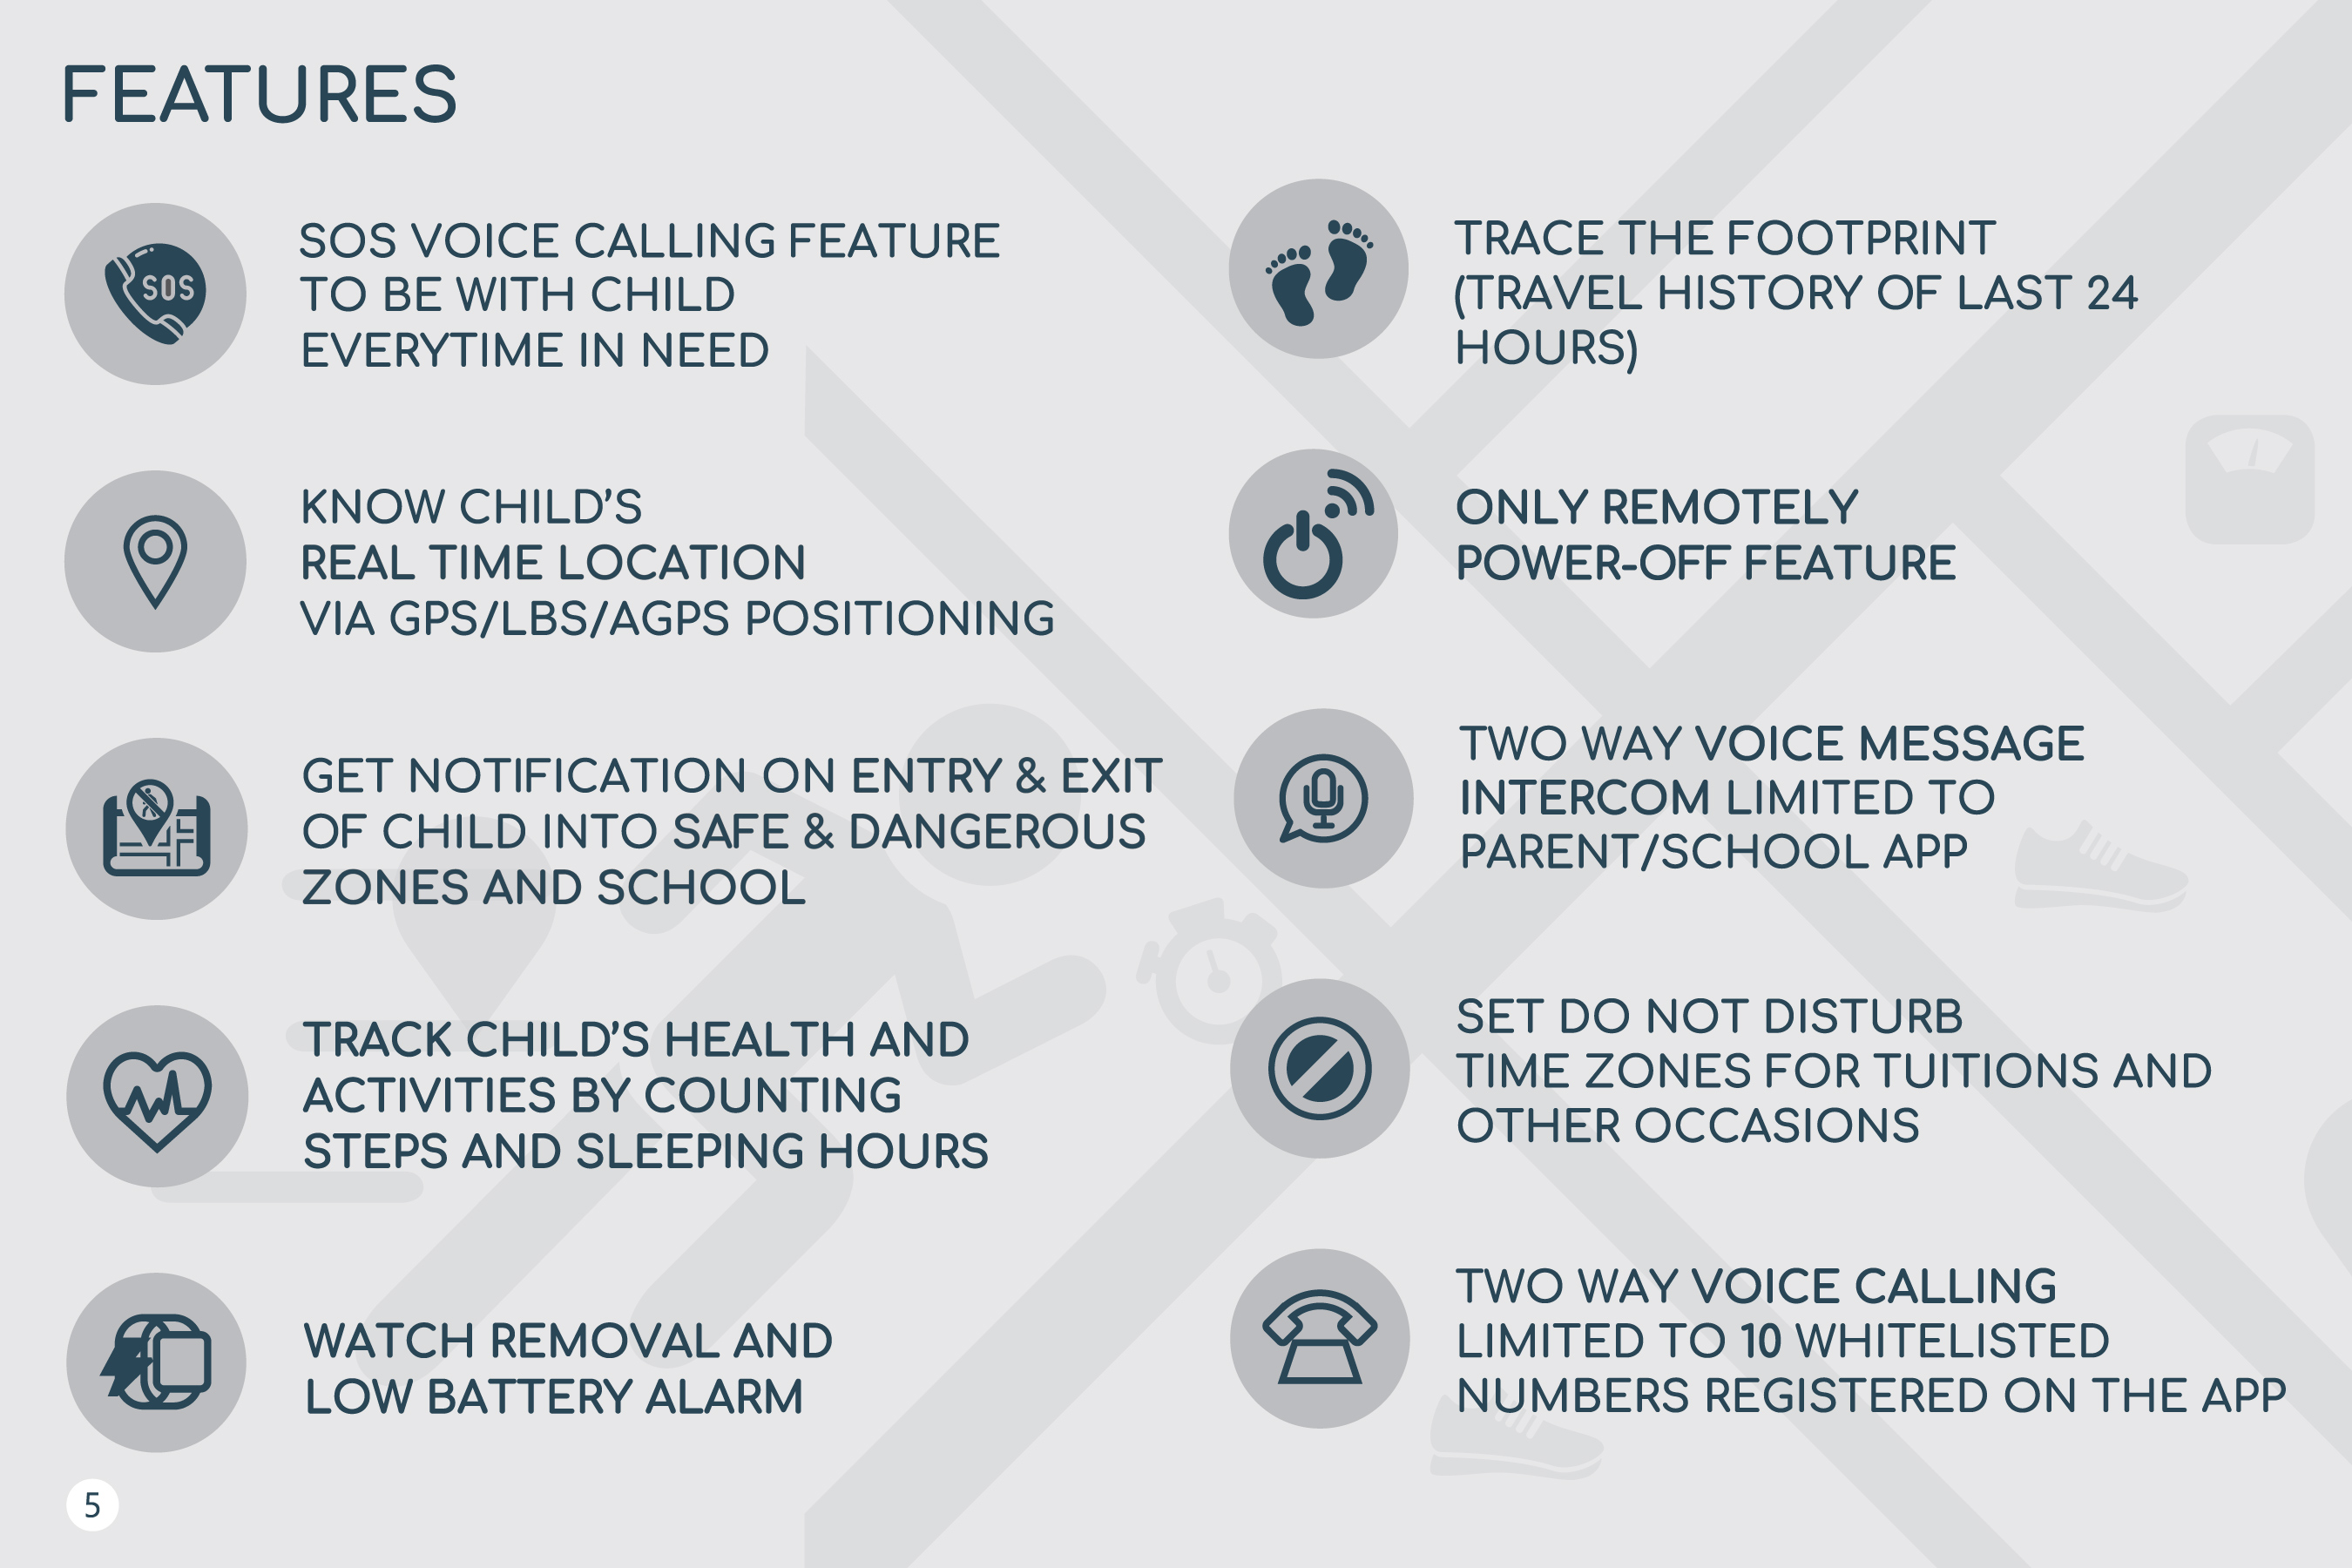 FEATURES
SOS
SOS VOICE CALLING FEATURE
TO BE WITH CHILD
EVERYTIME IN NEED
KNOW CHILD'S
REAL TIME LOCATION
VIA GPS/LBS/AGPS POSITIONING
GET NOTIFICATION ON ENTRY & EXIT
OF CHILD INTO SAFE & DANGEROUS
ZONES AND SCHOOL
TRACK CHILD'S HEALTH AND
ACTIVITIES BY COUNTING
STEPS AND SLEEPING HOURS
WATCH REMOVAL AND
LOW BATTERY ALARM
TRACE THE FOOTPRINT
(TRAVEL HISTORY OF LAST 24
HOURS)
ONLY REMOTELY
POWER-OFF FEATURE
TWO WAY VOICE MESSAGE
INTERCOM LIMITED TO
PARENT/SCHOOL APP
SET DO NOT DISTURB
TIME ZONES FOR TUITIONS AND
OTHER OCCASIONS
TWO WAY VOICE CALLING
LIMITED TO 10 WHITELISTED
NUMBERS REGISTERED ON THE APP
5